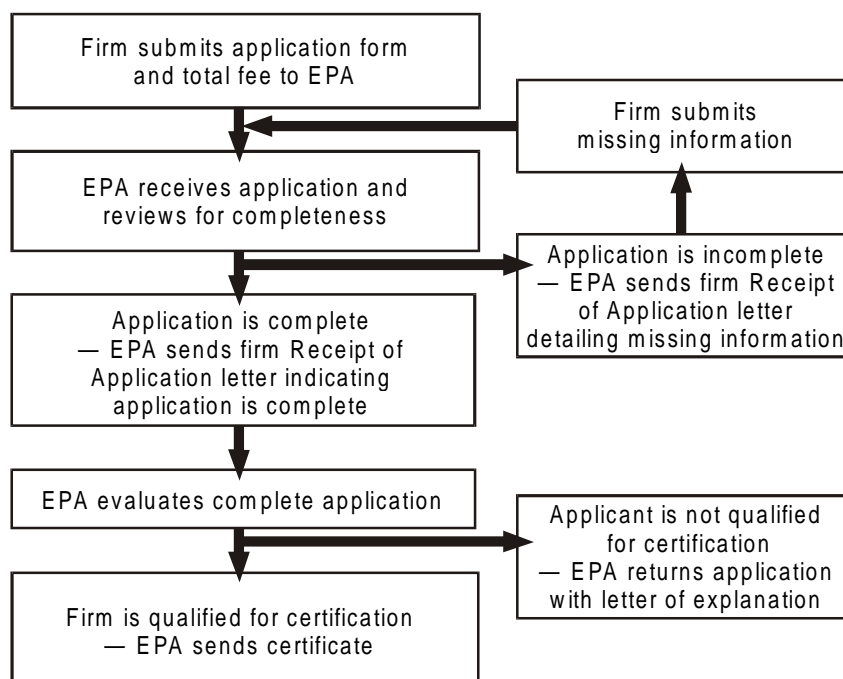 Firm submits application form
and total fee to EPA
Firm submits
missing information
EPA receives application and
reviews for completeness
Application is incomplete
— EPA sends firm Receipt
of Application letter
detailing missing information
Application is complete
— EPA sends firm Receipt of
Application letter indicating
application is complete
EPA evaluates complete application
Applicant is not qualified
for certification
— EPA returns application
with letter of explanation
Firm is qualified for certification
— EPA sends certificate